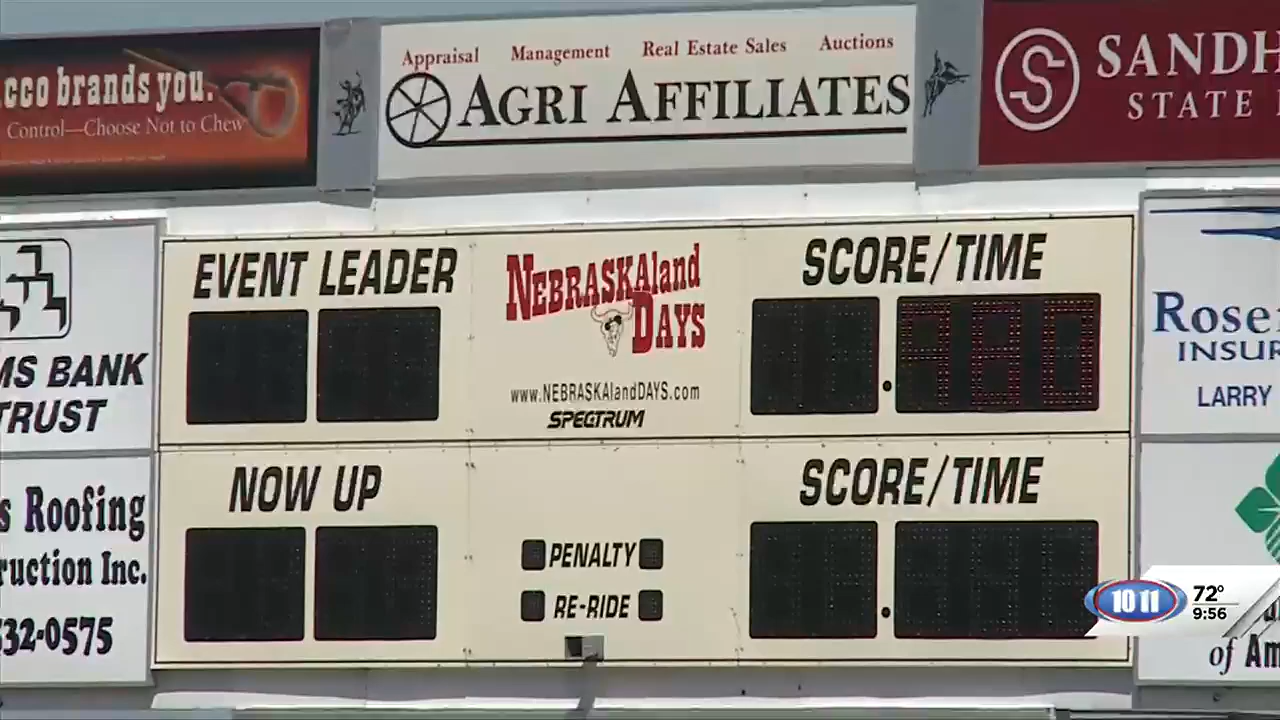 cco brands you.
Control—Choose Not to Chew
Appraisal Management Real Estate Sales Auctions
AGRI AFFILIATES
SANDH
STATE
MS BANK
TRUST
s Roofing
ruction Inc.
532-0575
EVENT LEADER
NEBRASKAland
DAYS
www.NEBRASKAlandDAYS.com
SPECTRUM
SCORE/TIME
NOW UP
PENALTY
RE-RIDE
SCORE/TIME
Rose
INSUR
LARRY
10 11
72°
9:56
of Am